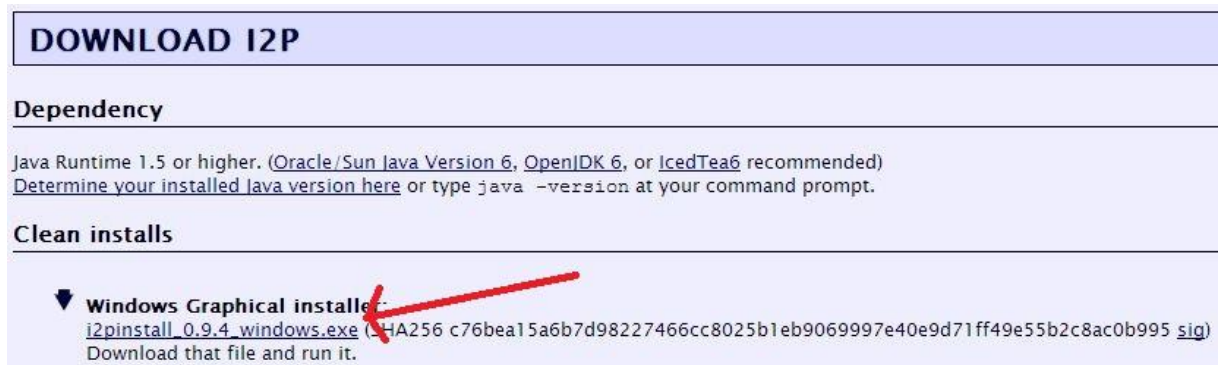 DOWNLOAD I2P
Dependency
Java Runtime 1.5 or higher. (Oracle/Sun Java Version 6, OpenJDK 6, or IcedTea6 recommended)
Determine your installed Java version here or type java -version at your command prompt.
Clean installs
Windows Graphical installer:
i2pinstall_0.9.4_windows.exe (SHA256 c76bea15a6b7d98227466cc8025b1eb9069997e40e9d71ff49e55b2c8ac0b995 sig)
Download that file and run it.